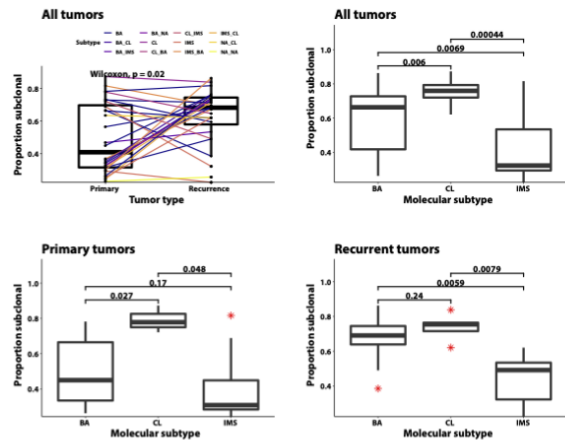 All tumors
Subtype
BA BA_NA CL_IMS IMS_CL
BA_CL CL IMS NA_CL
BA_IMS CL_BA IMS_BA NA_NA
Wilcoxon, p = 0.02
Proportion subclonal
0.8
0.6
0.4
Primary Recurrence
Tumor type
All tumors
0.00044
0.0069
0.006
Proportion subclonal
1.0
0.8
0.6
0.4
BA CL IMS
Molecular subtype
Primary tumors
0.048
0.17
0.027
Proportion subclonal
1.0
0.8
0.6
0.4
BA CL IMS
Molecular subtype
Recurrent tumors
0.0079
0.0059
0.24
Proportion subclonal
1.0
0.8
0.6
0.4
BA CL IMS
Molecular subtype